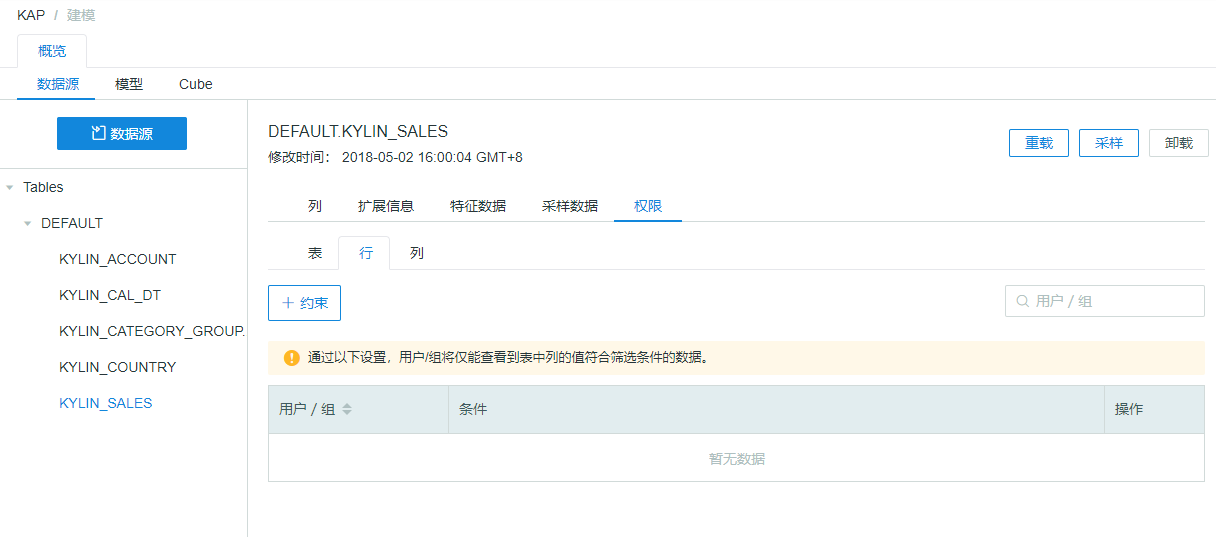 KAP / 建模
概览
数据源 模型 Cube
数据源
Tables
DEFAULT
KYLIN_ACCOUNT
KYLIN_CAL_DT
KYLIN_CATEGORY_GROUP.
KYLIN_COUNTRY
KYLIN_SALES
DEFAULT.KYLIN_SALES
修改时间： 2018-05-02 16:00:04 GMT+8
重载 采样 卸载
列 扩展信息 特征数据 采样数据 权限
表 行 列
+ 约束
用户 / 组
通过以下设置，用户/组将仅能查看到表中列的值符合筛选条件的数据。
用户 / 组 条件 操作
暂无数据